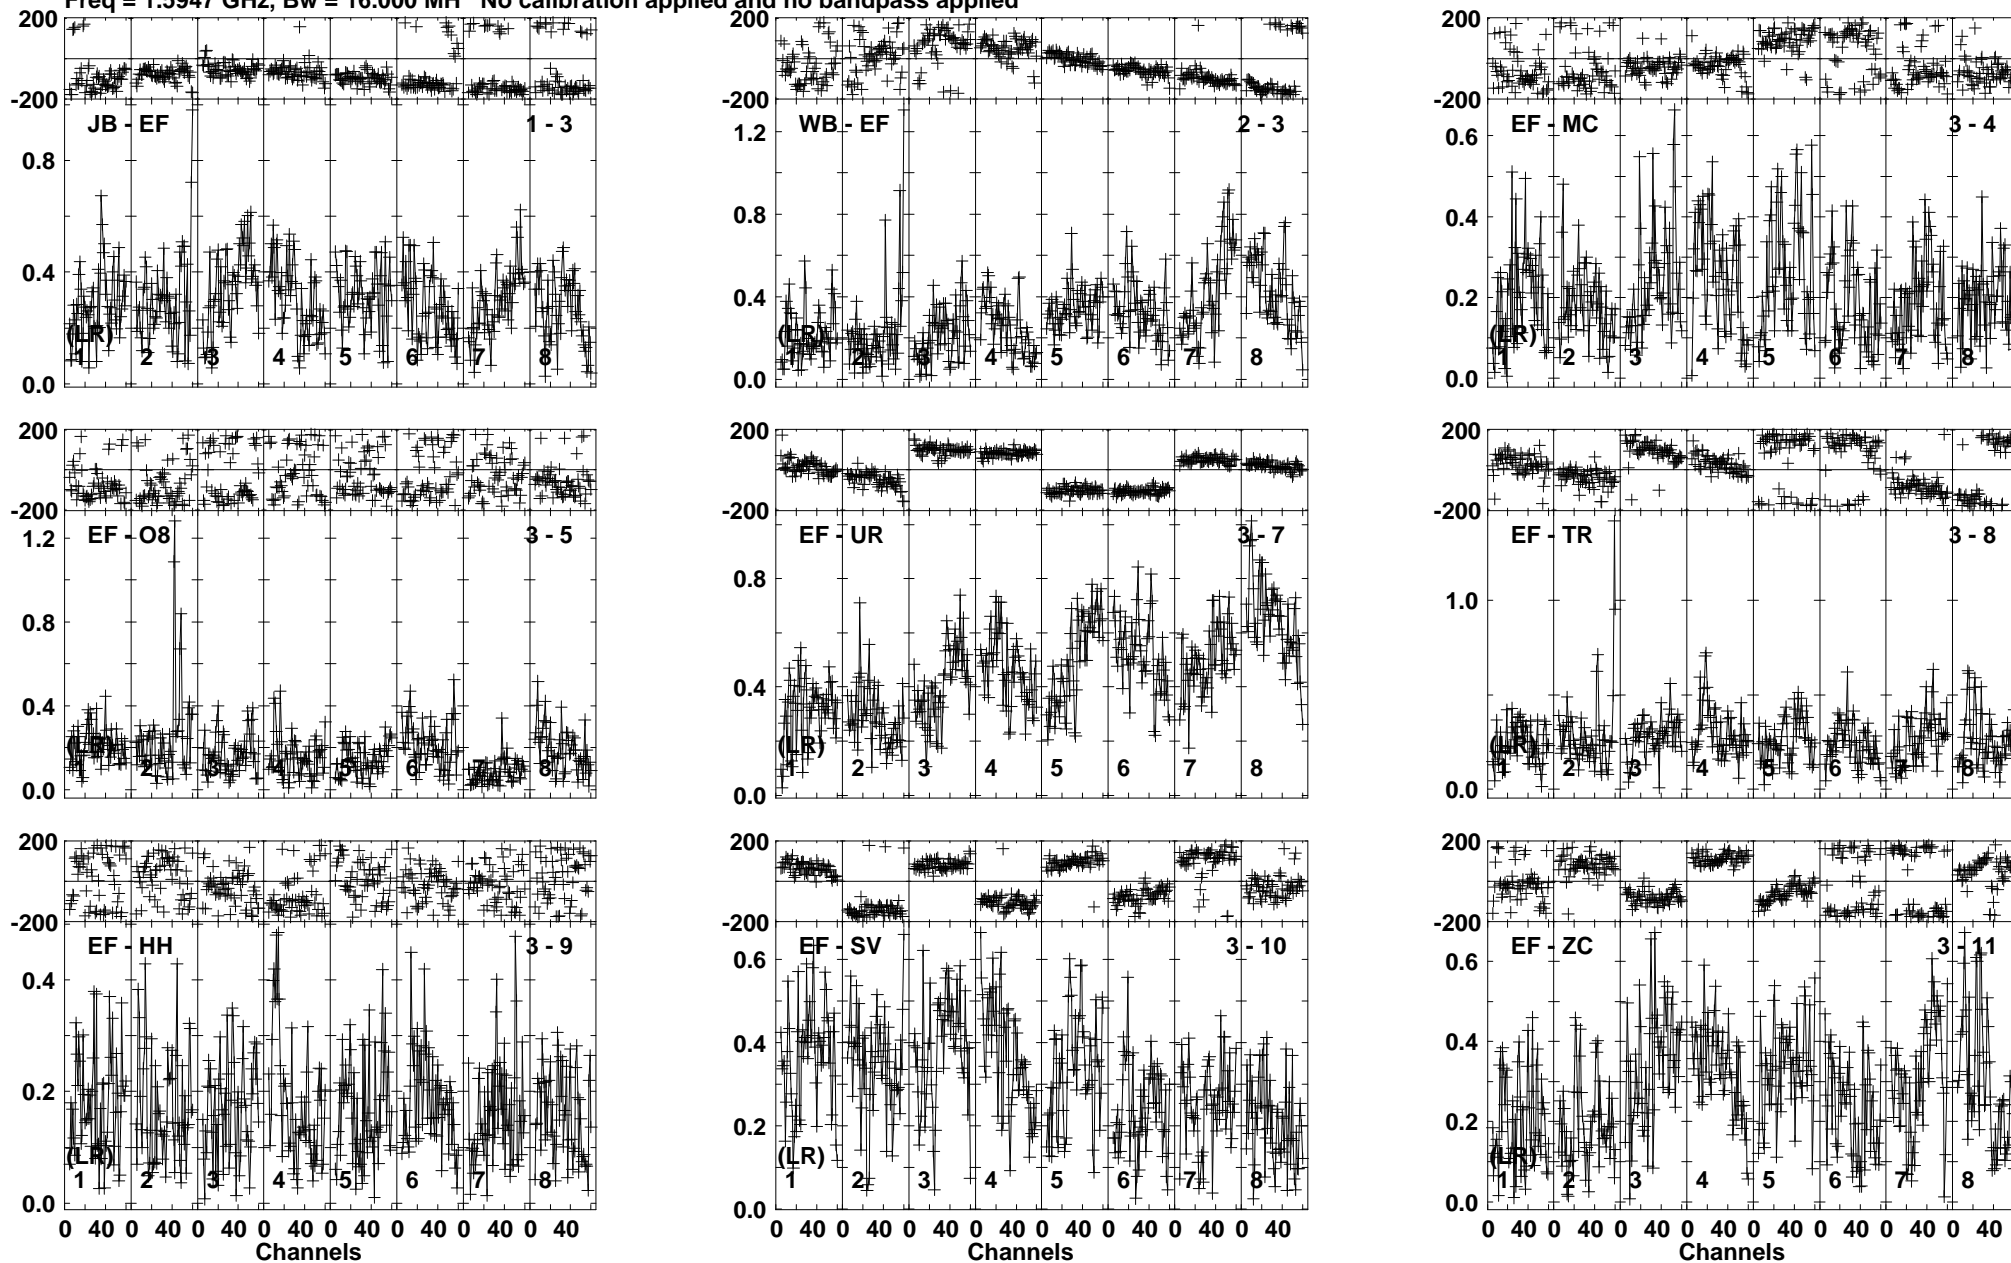 Freq = 1.5947 GHz, Bw = 16.000 MH No calibration applied and no bandpass applied
200
-200
JB - EF 1 - 3
0.8
0.4
0.0
(LR)
1 2 3 4 5 6 7 8
200
-200
WB - EF 2 - 3
1.2
0.8
0.4
0.0
(LR)
1 2 3 4 5 6 7 8
200
-200
EF - MC 3 - 4
0.6
0.4
0.2
0.0
(LR)
1 2 3 4 5 6 7 8
200
-200
EF - O8 3 - 5
1.2
0.8
0.4
0.0
(LR)
1 2 3 4 5 6 7 8
200
-200
EF - UR 3 - 7
0.8
0.4
0.0
(LR)
1 2 3 4 5 6 7 8
200
-200
EF - TR 3 - 8
1.0
0.0
(LR)
1 2 3 4 5 6 7 8
200
-200
EF - HH 3 - 9
0.4
0.2
0.0
(LR)
1 2 3 4 5 6 7 8
0 40 0 40 0 40 0 40 0 40 0 40 0 40 0 40
Channels
200
-200
EF - SV 3 - 10
0.6
0.4
0.2
0.0
(LR)
1 2 3 4 5 6 7 8
0 40 0 40 0 40 0 40 0 40 0 40 0 40 0 40
Channels
200
-200
EF - ZC 3 - 11
0.6
0.4
0.2
0.0
(LR)
1 2 3 4 5 6 7 8
0 40 0 40 0 40 0 40 0 40 0 40 0 40 0 40
Channels